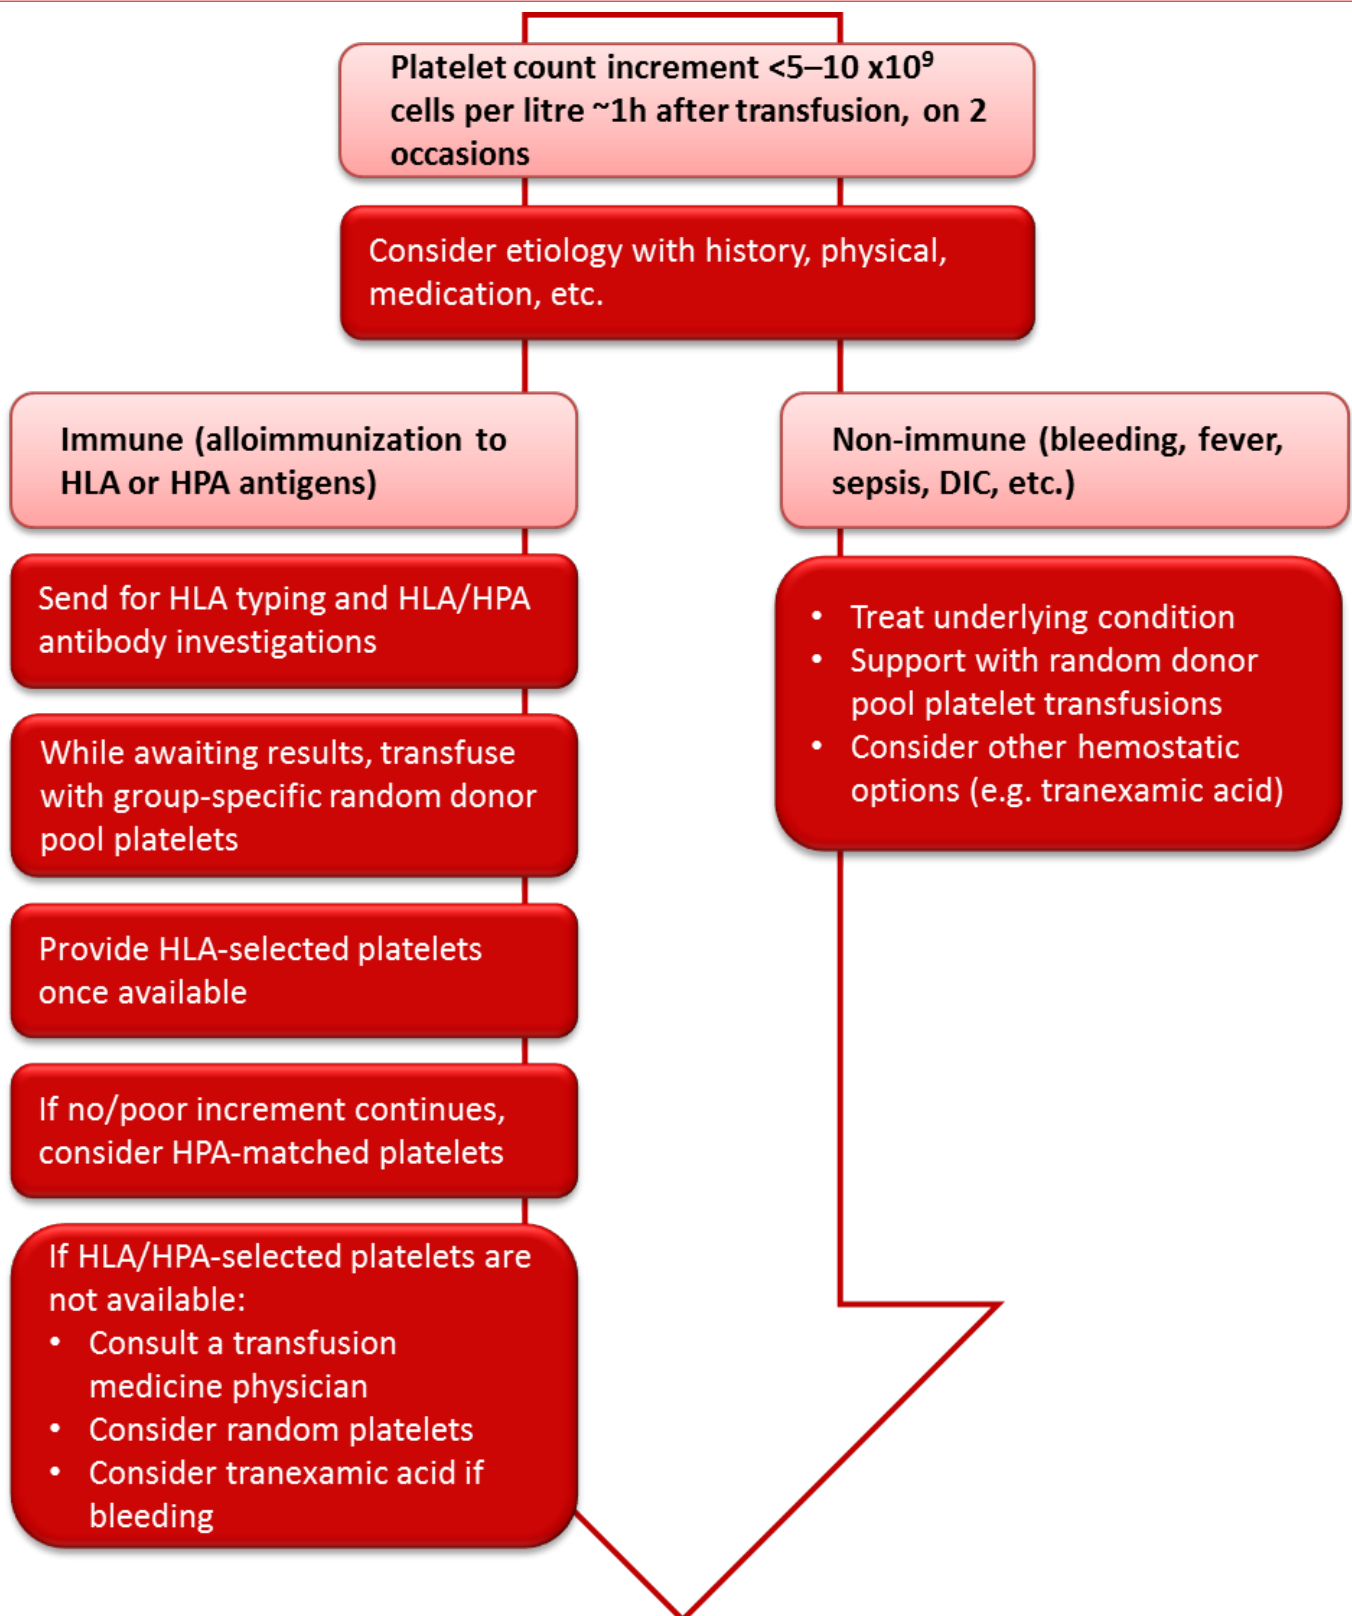 Platelet count increment <5–10 x10⁹
cells per litre ~1h after transfusion, on 2
occasions
Consider etiology with history, physical,
medication, etc.
Immune (alloimmunization to
HLA or HPA antigens)
Send for HLA typing and HLA/HPA
antibody investigations
While awaiting results, transfuse
with group-specific random donor
pool platelets
Provide HLA-selected platelets
once available
If no/poor increment continues,
consider HPA-matched platelets
If HLA/HPA-selected platelets are
not available:
• Consult a transfusion
medicine physician
• Consider random platelets
• Consider tranexamic acid if
bleeding
Non-immune (bleeding, fever,
sepsis, DIC, etc.)
• Treat underlying condition
• Support with random donor
pool platelet transfusions
• Consider other hemostatic
options (e.g. tranexamic acid)